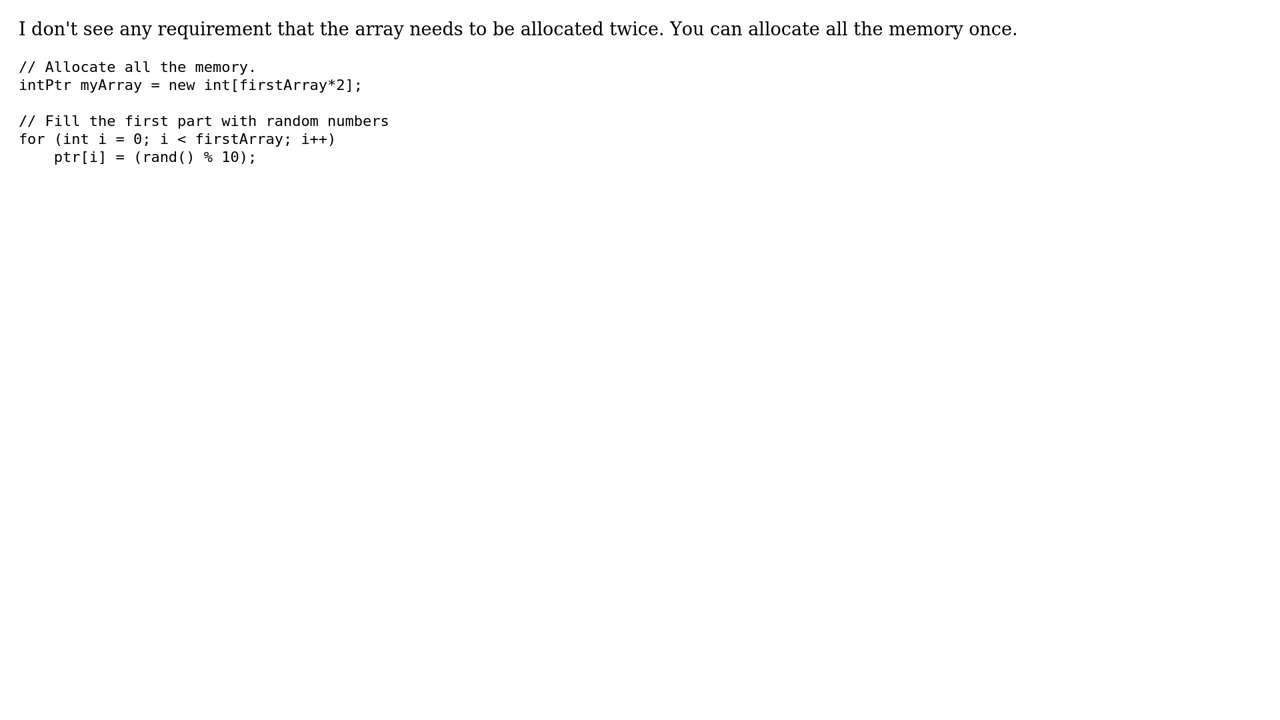 I don't see any requirement that the array needs to be allocated twice. You can allocate all the memory once.
// Allocate all the memory.
intPtr myArray = new int[firstArray*2];
// Fill the first part with random numbers
for (int i = 0; i < firstArray; i++)
    ptr[i] = (rand() % 10);